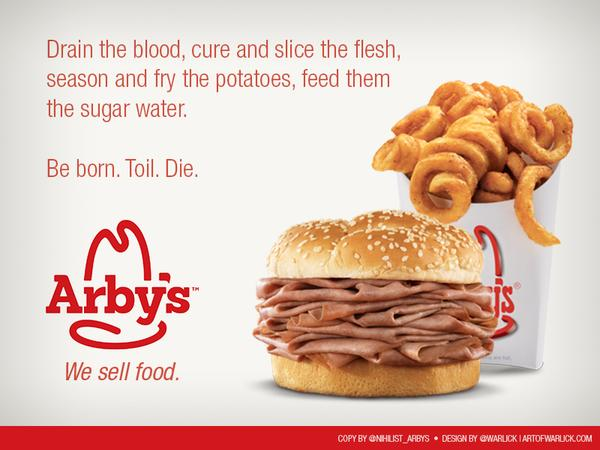 Drain the blood, cure and slice the flesh,
season and fry the potatoes, feed them
the sugar water.
Be born. Toil. Die.
Arby's™
We sell food.
COPY BY @NIHILIST_ARBYS • DESIGN BY @WARLICK | ARTOFWARLICK.COM